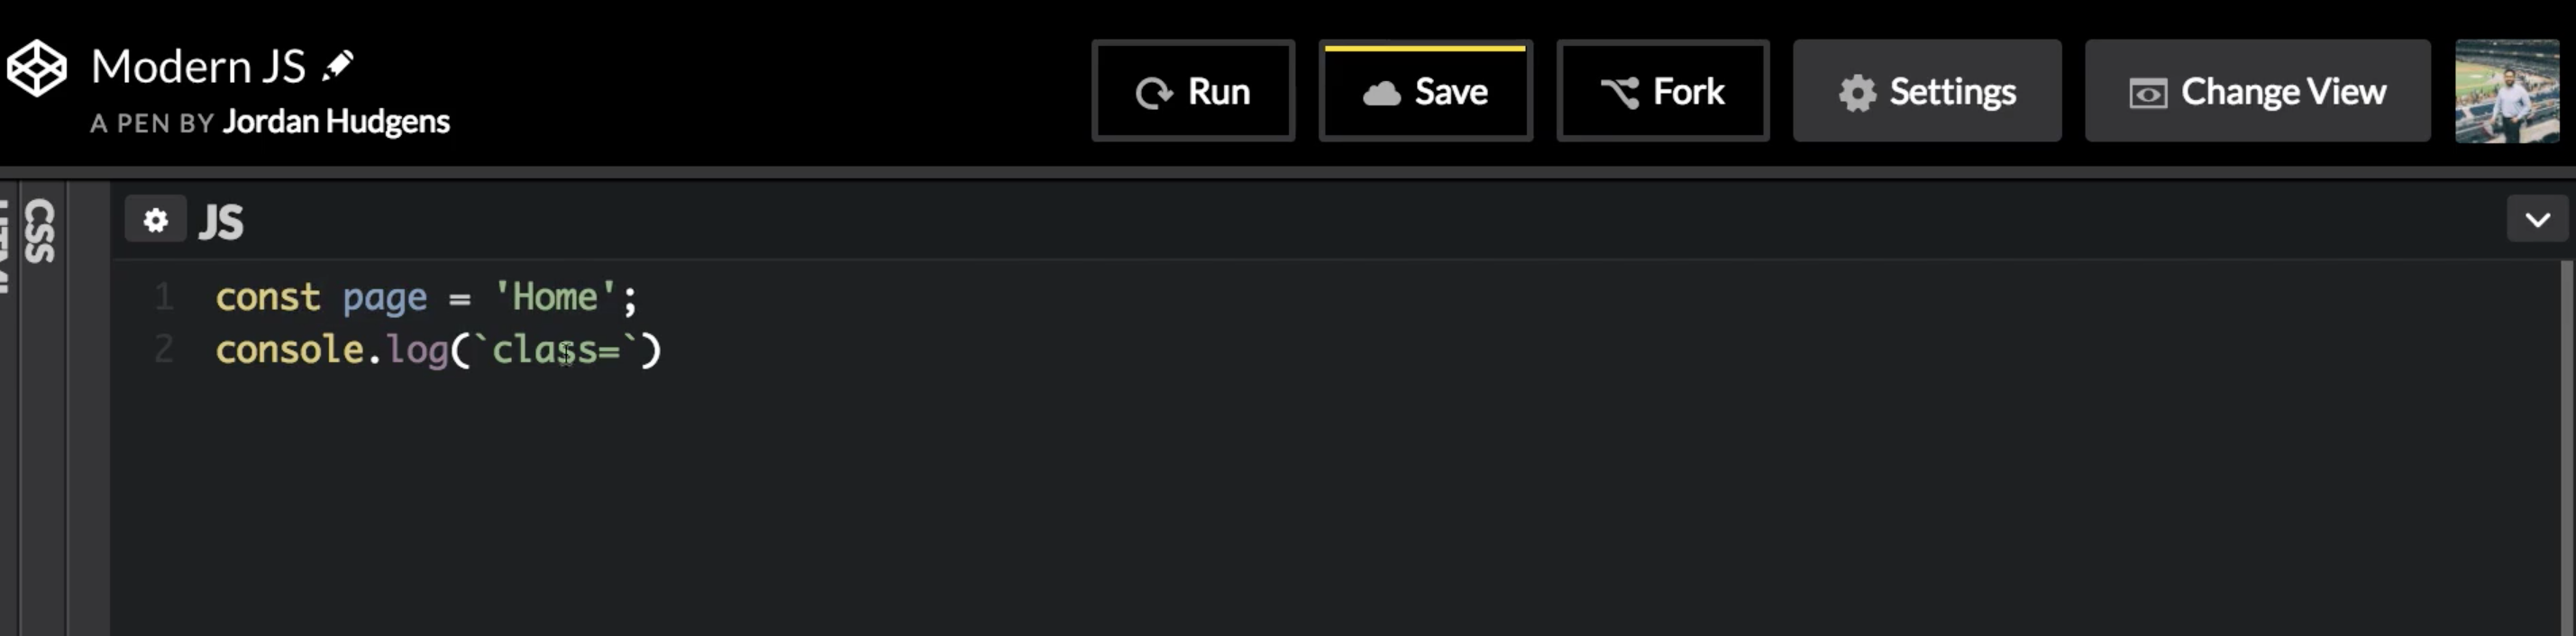 Modern JS
A PEN BY Jordan Hudgens
Run
Save
Fork
Settings
Change View
HTML
CSS
JS
1 const page = 'Home';
2 console.log(`class=`)